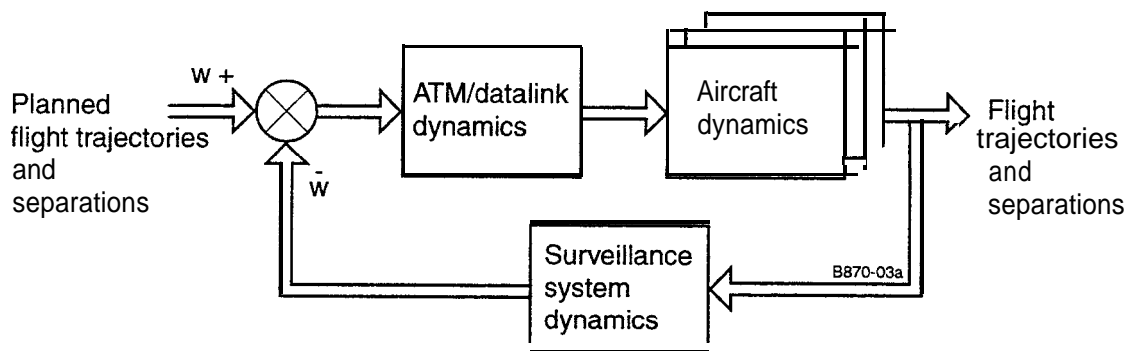 w +
Planned
flight trajectories
and
separations
ATM/datalink
dynamics
Aircraft
dynamics
Flight
trajectories
and
separations
-
w
Surveillance
system
dynamics
B870-03a